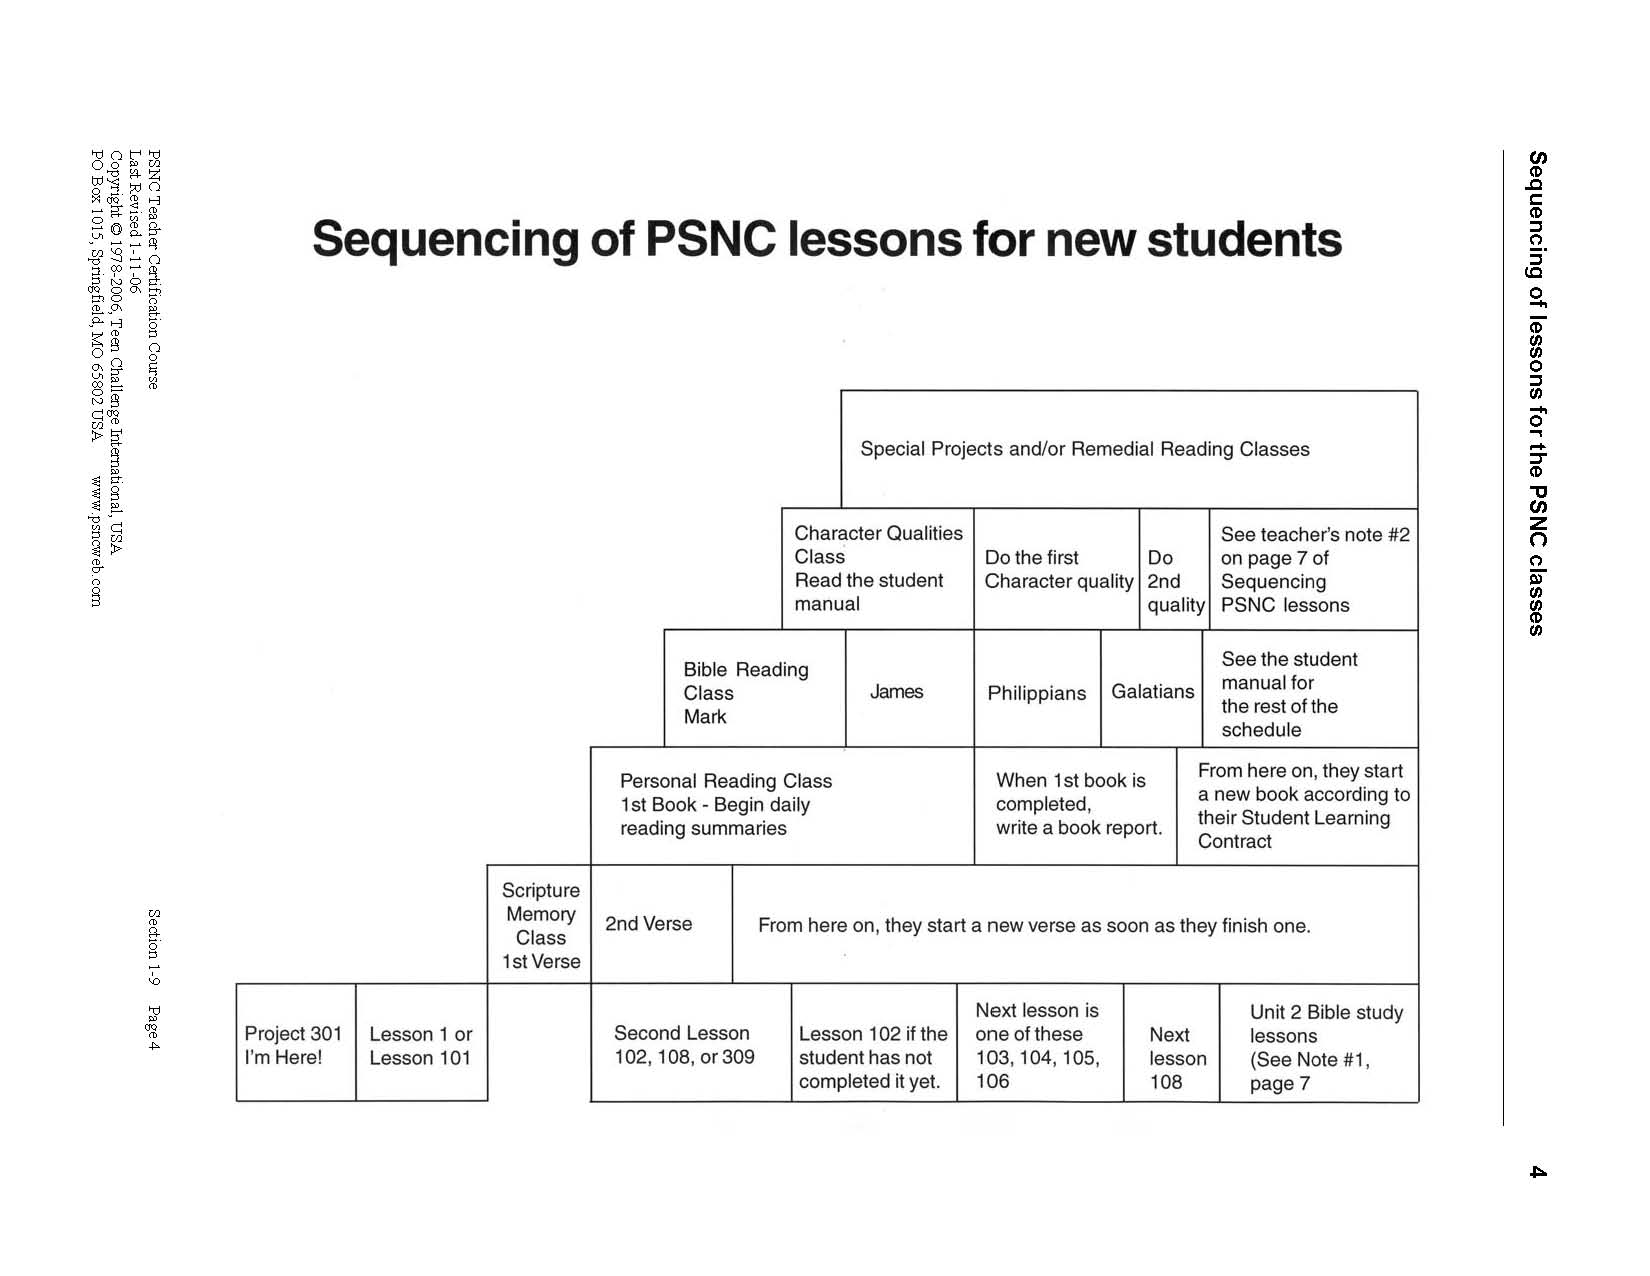 Sequencing of lessons for the PSNC classes
4
Sequencing of PSNC lessons for new students
Special Projects and/or Remedial Reading Classes
Character Qualities
Class
Read the student
manual
Do the first
Character quality
Do
2nd
quality
See teacher's note #2
on page 7 of
Sequencing
PSNC lessons
Bible Reading
Class
Mark
James
Philippians
Galatians
See the student
manual for
the rest of the
schedule
Personal Reading Class
1st Book - Begin daily
reading summaries
When 1st book is
completed,
write a book report.
From here on, they start
a new book according to
their Student Learning
Contract
Scripture
Memory
Class
1st Verse
2nd Verse
From here on, they start a new verse as soon as they finish one.
Project 301
I'm Here!
Lesson 1 or
Lesson 101
Second Lesson
102, 108, or 309
Lesson 102 if the
student has not
completed it yet.
Next lesson is
one of these
103, 104, 105,
106
Next
lesson
108
Unit 2 Bible study
lessons
(See Note #1,
page 7
PSNC Teacher Certification Course
Section 1-9 Page 4
Last Revised 1-11-06
Copyright © 1978-2006, Teen Challenge International, USA
PO Box 1015, Springfield, MO 65802 USA www.psncweb.com